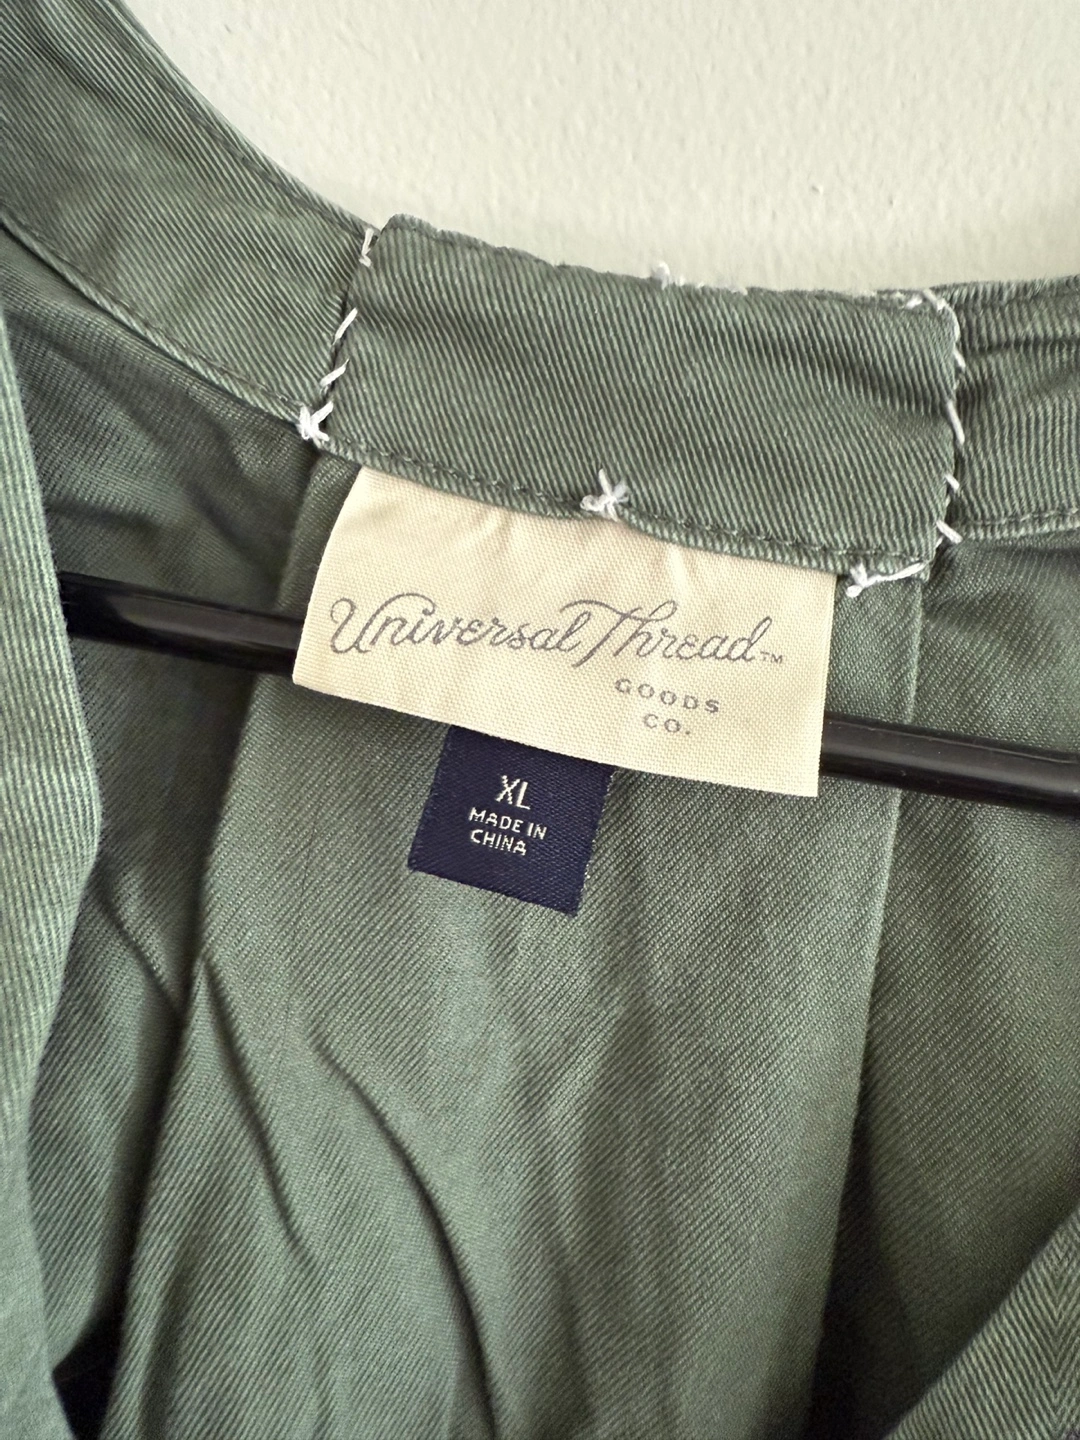 Universal Thread™
GOODS
CO.
XL
MADE IN
CHINA